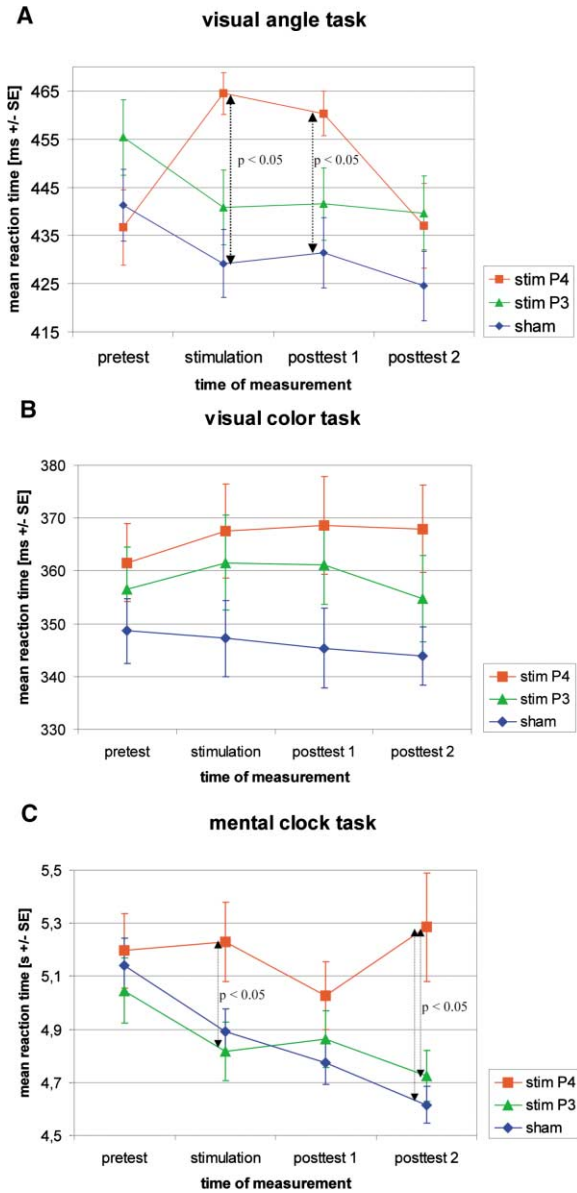 A
visual angle task
mean reaction time [ms +/- SE]
465
455
445
435
425
415
p < 0.05
p < 0.05
pretest
stimulation
posttest 1
posttest 2
time of measurement
stim P4
stim P3
sham
B
visual color task
mean reaction time [ms +/- SE]
380
370
360
350
340
330
pretest
stimulation
posttest 1
posttest 2
time of measurement
stim P4
stim P3
sham
C
mental clock task
mean reaction time [s +/- SE]
5,5
5,3
5,1
4,9
4,7
4,5
p < 0.05
p < 0.05
pretest
stimulation
posttest 1
posttest 2
time of measurement
stim P4
stim P3
sham